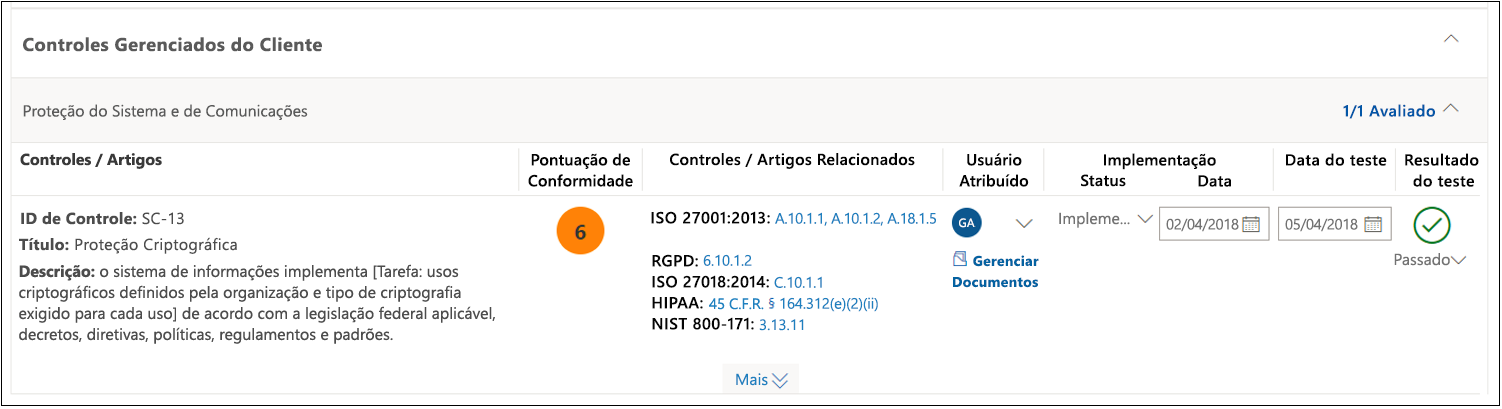 Controles Gerenciados do Cliente
Proteção do Sistema e de Comunicações
1/1 Avaliado
Controles / Artigos
Pontuação de
Conformidade
Controles / Artigos Relacionados
Usuário
Atribuído
Implementação
Status Data
Data do teste
Resultado
do teste
ID de Controle: SC-13
Título: Proteção Criptográfica
Descrição: o sistema de informações implementa [Tarefa: usos
criptográficos definidos pela organização e tipo de criptografia
exigido para cada uso] de acordo com a legislação federal aplicável,
decretos, diretivas, políticas, regulamentos e padrões.
6
ISO 27001:2013: A.10.1.1, A.10.1.2, A.18.1.5
RGPD: 6.10.1.2
ISO 27018:2014: C.10.1.1
HIPAA: 45 C.F.R. § 164.312(e)(2)(ii)
NIST 800-171: 3.13.11
GA
Gerenciar
Documentos
Impleme...
02/04/2018
05/04/2018
Passado
Mais